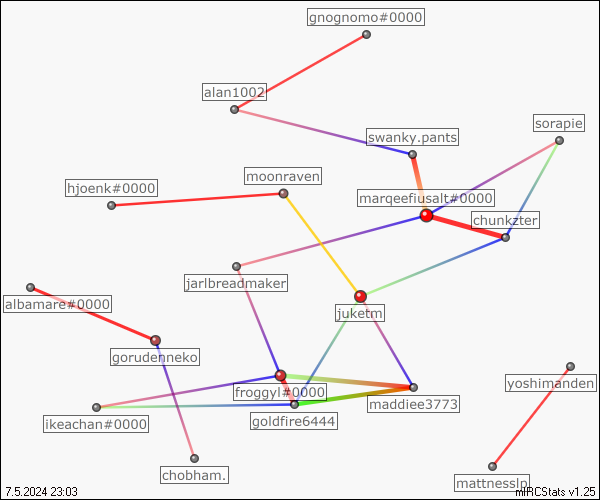 gnognomo#0000
alan1002
sorapie
swanky.pants
moonraven
hjoenk#0000
marqeefiusalt#0000
chunkzter
jarlbreadmaker
albamare#0000
juketm
gorudenneko
yoshimanden
froggyl#0000
maddiee3773
goldfire6444
ikeachan#0000
chobham.
mattnesslp
7.5.2024 23:03
mIRCStats v1.25